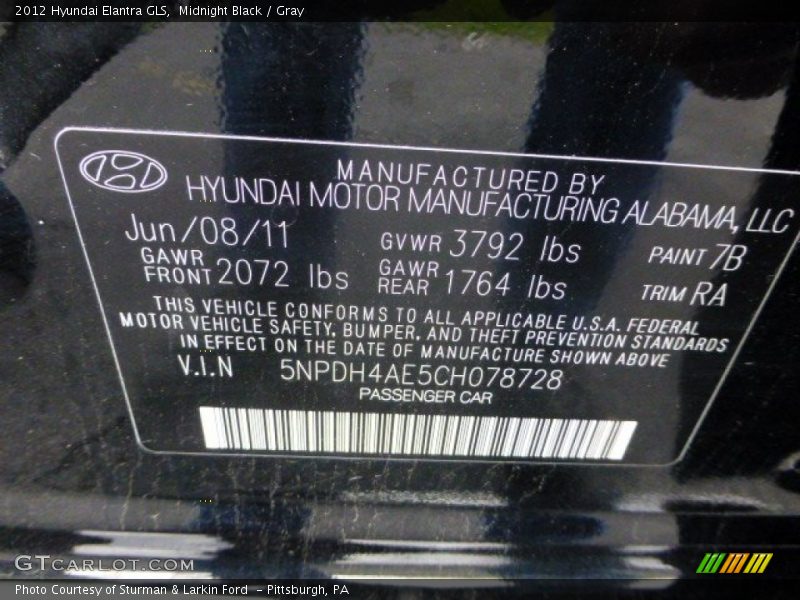 2012 Hyundai Elantra GLS, Midnight Black / Gray
MANUFACTURED BY
HYUNDAI MOTOR MANUFACTURING ALABAMA, LLC
Jun/08/11 GVWR 3792 lbs PAINT 7B
GAWR FRONT 2072 lbs GAWR REAR 1764 lbs TRIM RA
THIS VEHICLE CONFORMS TO ALL APPLICABLE U.S.A. FEDERAL
MOTOR VEHICLE SAFETY, BUMPER, AND THEFT PREVENTION STANDARDS
IN EFFECT ON THE DATE OF MANUFACTURE SHOWN ABOVE
V.I.N 5NPDH4AE5CH078728
PASSENGER CAR
GTCARLOT.COM
Photo Courtesy of Sturman & Larkin Ford - Pittsburgh, PA